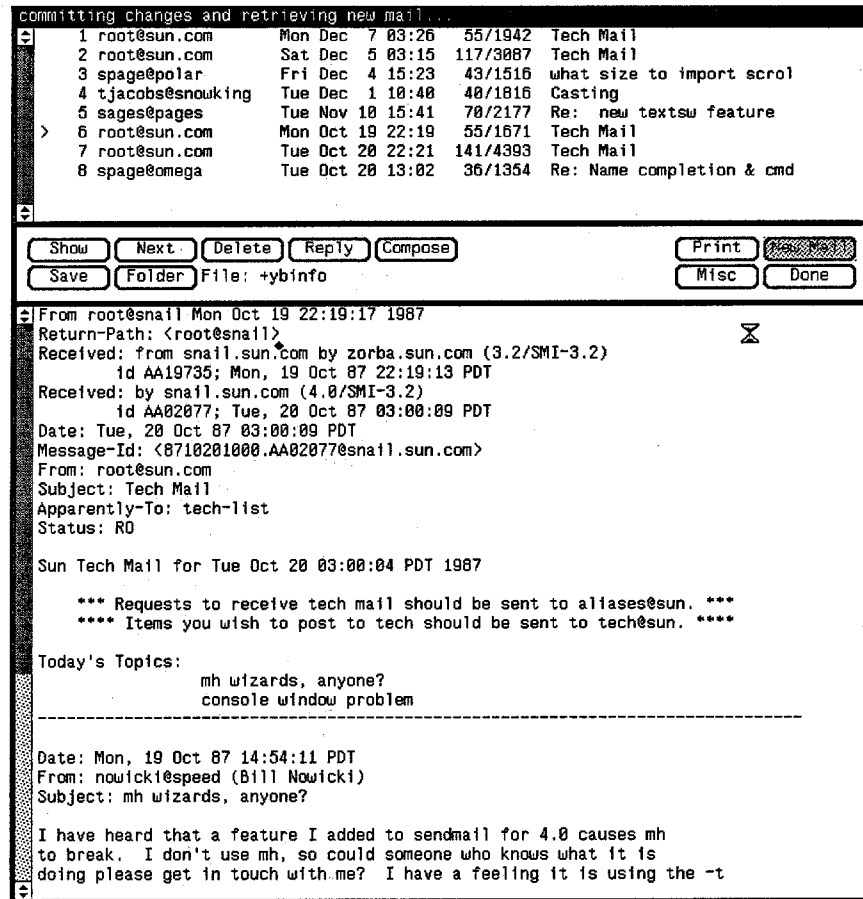 committing changes and retrieving new mail...
1 root@sun.com Mon Dec 7 03:26 55/1942 Tech Mail
2 root@sun.com Sat Dec 5 03:15 117/3087 Tech Mail
3 spage@polar Fri Dec 4 15:23 43/1516 what size to import scrol
4 tjacobs@snowking Tue Dec 1 10:40 40/1816 Casting
5 sages@pages Tue Nov 10 15:41 70/2177 Re: new textsw feature
> 6 root@sun.com Mon Oct 19 22:19 55/1671 Tech Mail
7 root@sun.com Tue Oct 20 22:21 141/4393 Tech Mail
8 spage@omega Tue Oct 20 13:02 36/1354 Re: Name completion & cmd
Show Next Delete Reply Compose Print New Mail
Save Folder File: +ybinfo Misc Done
From root@snail Mon Oct 19 22:19:17 1987
Return-Path: <root@snail>
Received: from snail.sun.com by zorba.sun.com (3.2/SMI-3.2)
id AA19735; Mon, 19 Oct 87 22:19:13 PDT
Received: by snail.sun.com (4.0/SMI-3.2)
id AA02077; Tue, 20 Oct 87 03:00:09 PDT
Date: Tue, 20 Oct 87 03:00:09 PDT
Message-Id: <8710201000.AA02077@snail.sun.com>
From: root@sun.com
Subject: Tech Mail
Apparently-To: tech-list
Status: RO
Sun Tech Mail for Tue Oct 20 03:00:04 PDT 1987
*** Requests to receive tech mail should be sent to aliases@sun. ***
**** Items you wish to post to tech should be sent to tech@sun. ****
Today's Topics:
mh wizards, anyone?
console window problem
--------------------------------------------------------------------------------
Date: Mon, 19 Oct 87 14:54:11 PDT
From: nowicki@speed (Bill Nowicki)
Subject: mh wizards, anyone?
I have heard that a feature I added to sendmail for 4.0 causes mh
to break. I don't use mh, so could someone who knows what it is
doing please get in touch with me? I have a feeling it is using the -t